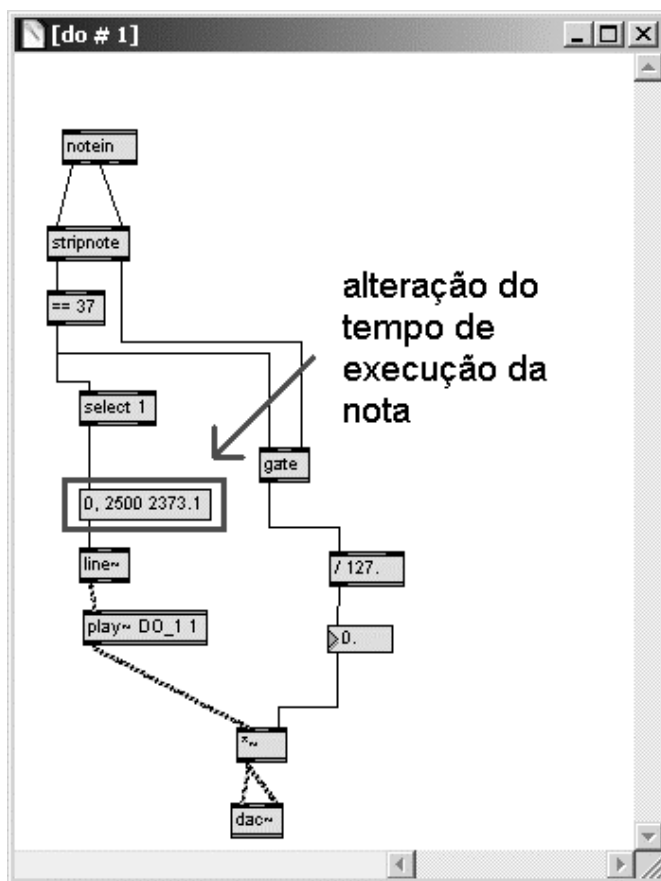 [do # 1]
notein
stripnote
== 37
alteração do
tempo de
execução da
nota
select 1
gate
0, 2500 2373.1
line~
/ 127.
play~ DO_1 1
0.
*~
dac~